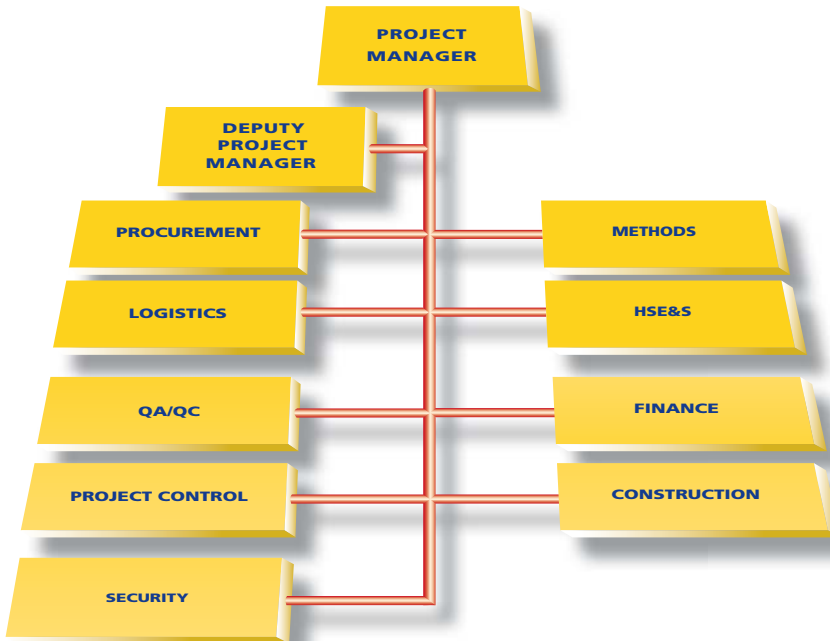 PROJECT
MANAGER
DEPUTY
PROJECT
MANAGER
PROCUREMENT
METHODS
LOGISTICS
HSE&S
QA/QC
FINANCE
PROJECT CONTROL
CONSTRUCTION
SECURITY